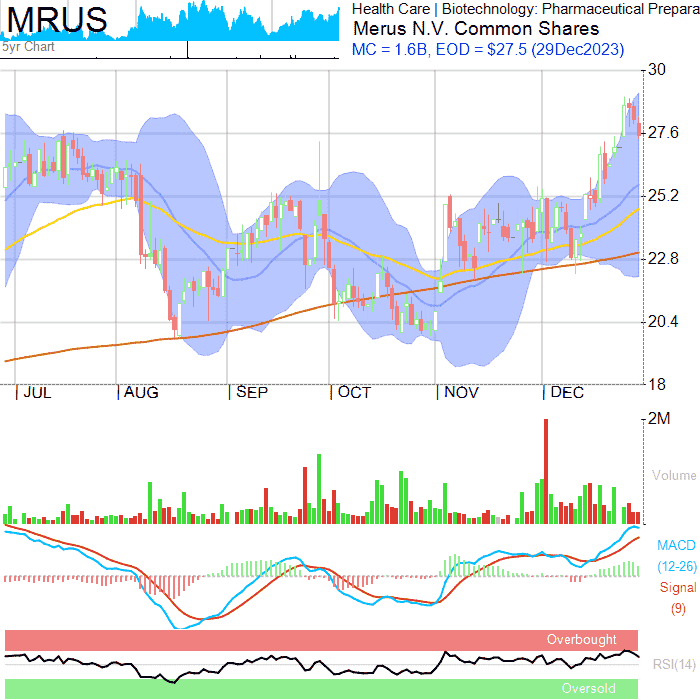 MRUS
5yr Chart
Health Care | Biotechnology: Pharmaceutical Prepara
Merus N.V. Common Shares
MC = 1.6B, EOD = $27.5 (29Dec2023)
30
27.6
25.2
22.8
20.4
18
JUL AUG SEP OCT NOV DEC
2M
Volume
MACD
(12-26)
Signal
(9)
Overbought
RSI(14)
Oversold